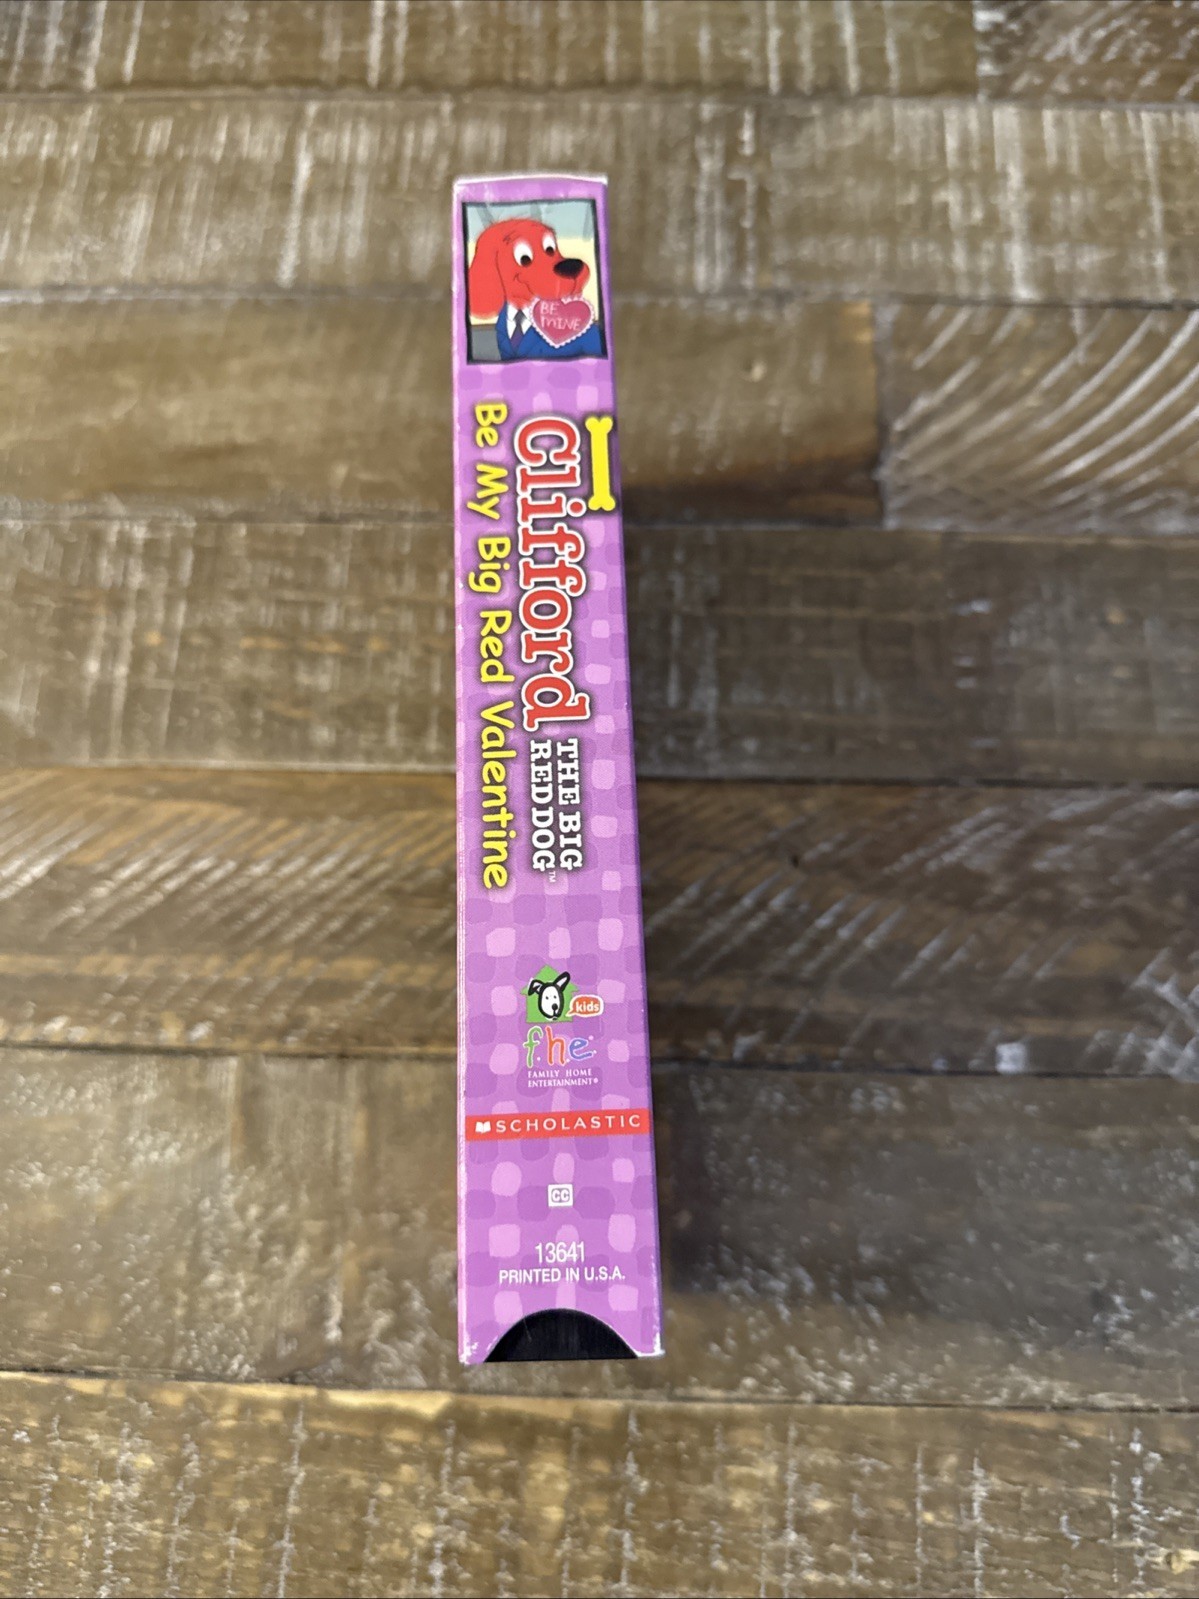 BE
MINE
Clifford
THE BIG
RED DOG™
Be My Big Red Valentine
kids
f.h.e.
FAMILY HOME
ENTERTAINMENT®
SCHOLASTIC
CC
13641
PRINTED IN U.S.A.